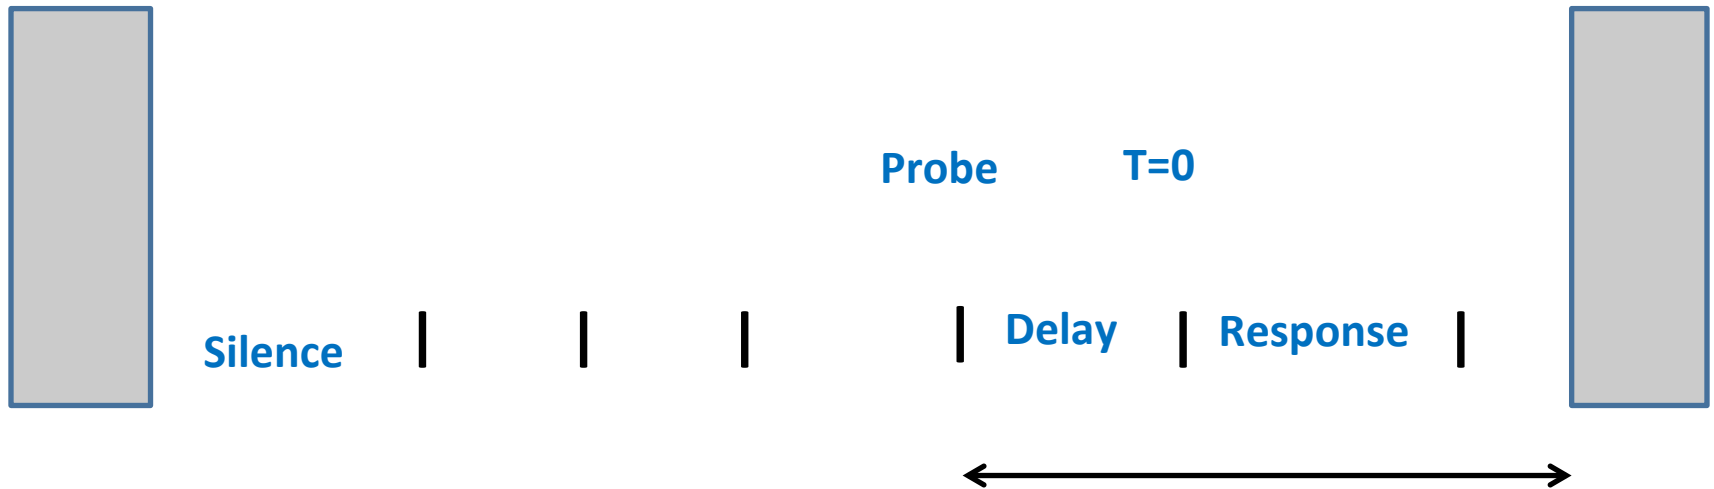 Probe
T=0
Silence
Delay
Response